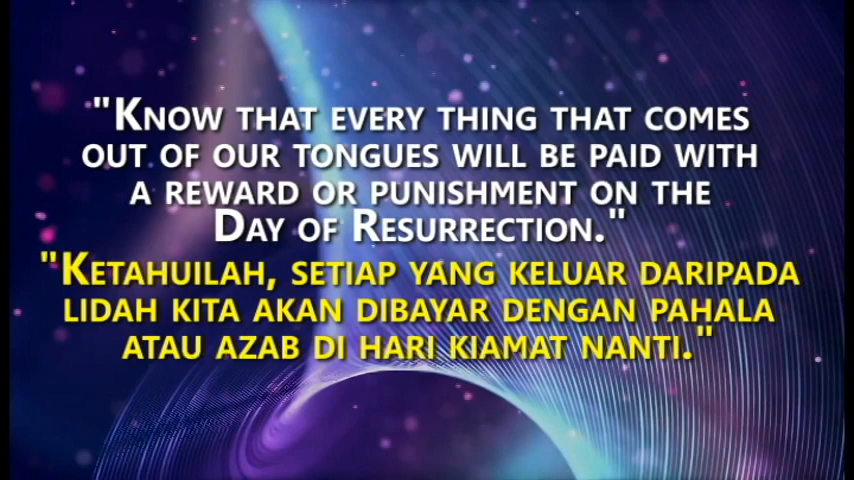 "Know that every thing that comes
out of our tongues will be paid with
a reward or punishment on the
Day of Resurrection."
"Ketahuilah, setiap yang keluar daripada
lidah kita akan dibayar dengan pahala
atau azab di hari kiamat nanti."